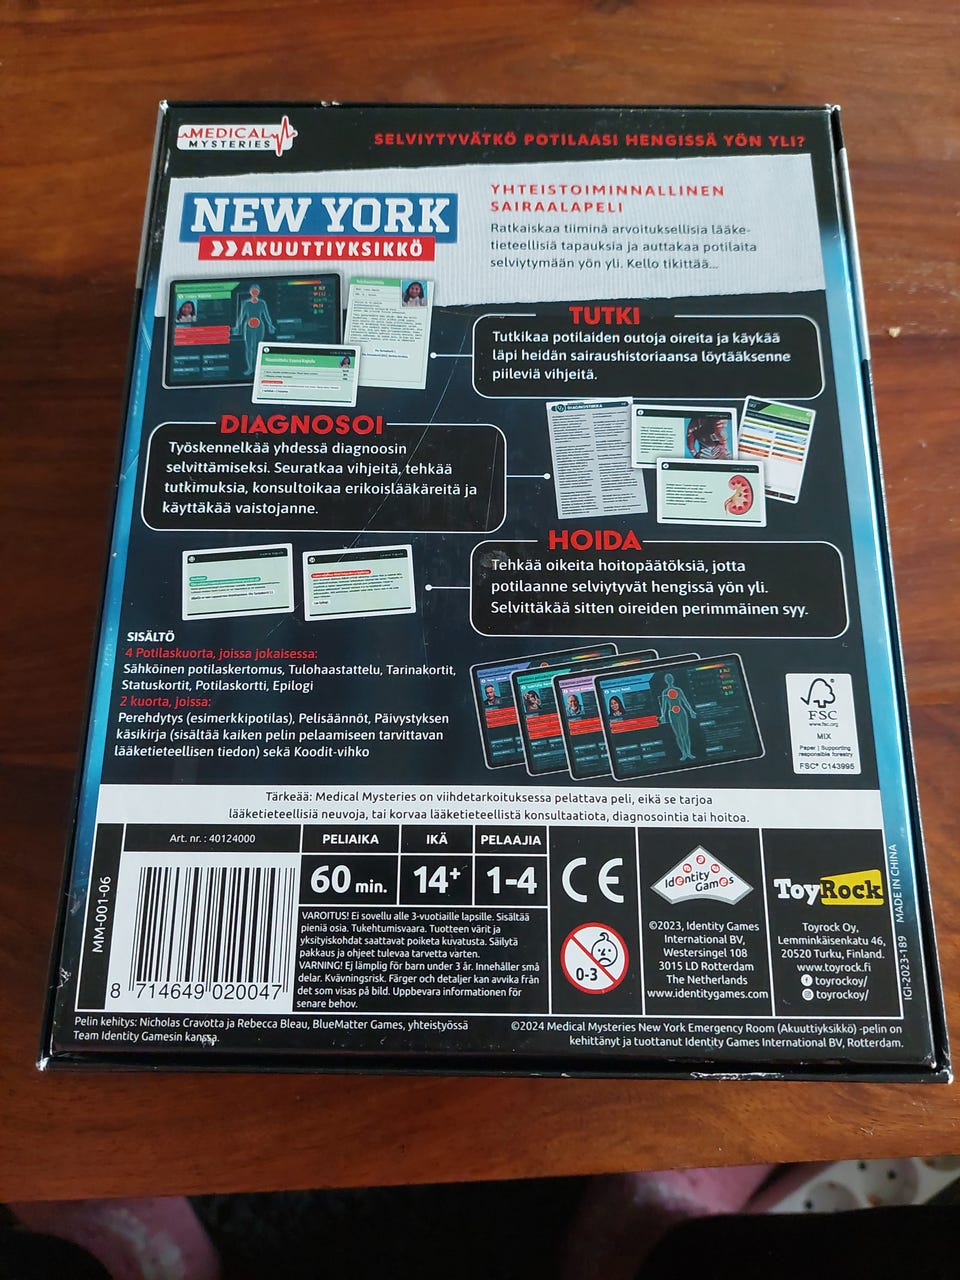 MEDICAL
MYSTERIES
SELVIYTYVÄTKÖ POTILAASI HENGISSÄ YÖN YLI?
NEW YORK
AKUUTTIYKSIKKÖ
YHTEISTOIMINNALLINEN
SAIRAALAPELI
Ratkaiskaa tiiminä arvoituksellisia lääke-
tieteellisiä tapauksia ja auttakaa potilaita
selviytymään yön yli. Kello tikittää...
TUTKI
Tutkikaa potilaiden outoja oireita ja käykää
läpi heidän sairaushistoriaansa löytääksenne
piileviä vihjeitä.
DIAGNOSOI
Työskennelkää yhdessä diagnoosin
selvittämiseksi. Seuratkaa vihjeitä, tehkää
tutkimuksia, konsultoikaa erikoislääkäreitä ja
käyttäkää vaistojanne.
DIAGNOSTIIKKA
HOIDA
Tehkää oikeita hoitopäätöksiä, jotta
potilaanne selviytyvät hengissä yön yli.
Selvittäkää sitten oireiden perimmäinen syy.
SISÄLTÖ
4 Potilaskuorta, joissa jokaisessa:
Sähköinen potilaskertomus, Tulohaastattelu, Tarinakortit,
Statuskortit, Potilaskortti, Epilogi
2 kuorta, joissa:
Perehdytys (esimerkkipotilas), Pelisäännöt, Päivystyksen
käsikirja (sisältää kaiken pelin pelaamiseen tarvittavan
lääketieteellisen tiedon) sekä Koodit-vihko
FSC
www.fsc.org
MIX
Paper | Supporting
responsible forestry
FSC® C143995
Tärkeää: Medical Mysteries on viihdetarkoituksessa pelattava peli, eikä se tarjoa
lääketieteellisiä neuvoja, tai korvaa lääketieteellistä konsultaatiota, diagnosointia tai hoitoa.
Art. nr.: 40124000
PELIAIKA
IKÄ
PELAAJIA
60 min.
14+
1-4
MM-001-06
8 714649 020047
VAROITUS! Ei sovellu alle 3-vuotiaille lapsille. Sisältää
pieniä osia. Tukehtumisvaara. Tuotteen värit ja
yksityiskohdat saattavat poiketa kuvatusta. Säilytä
pakkaus ja ohjeet tulevaa tarvetta varten.
VARNING! Ej lämplig för barn under 3 år. Innehåller små
delar. Kvävningsrisk. Färger och detaljer kan avvika från
det som visas på bild. Uppbevara informationen för
senare behov.
CE
0-3
Identity
Games
©2023, Identity Games
International BV,
Westersingel 108
3015 LD Rotterdam
The Netherlands
www.identitygames.com
ToyRock
Toyrock Oy,
Lemminkäisenkatu 46,
20520 Turku, Finland.
www.toyrock.fi
toyrockoy/
toyrockoy/
IGI-2023-189 MADE IN CHINA
Pelin kehitys: Nicholas Cravotta ja Rebecca Bleau, BlueMatter Games, yhteistyössä
Team Identity Gamesin kanssa.
©2024 Medical Mysteries New York Emergency Room (Akuuttiyksikkö) -pelin on
kehittänyt ja tuottanut Identity Games International BV, Rotterdam.